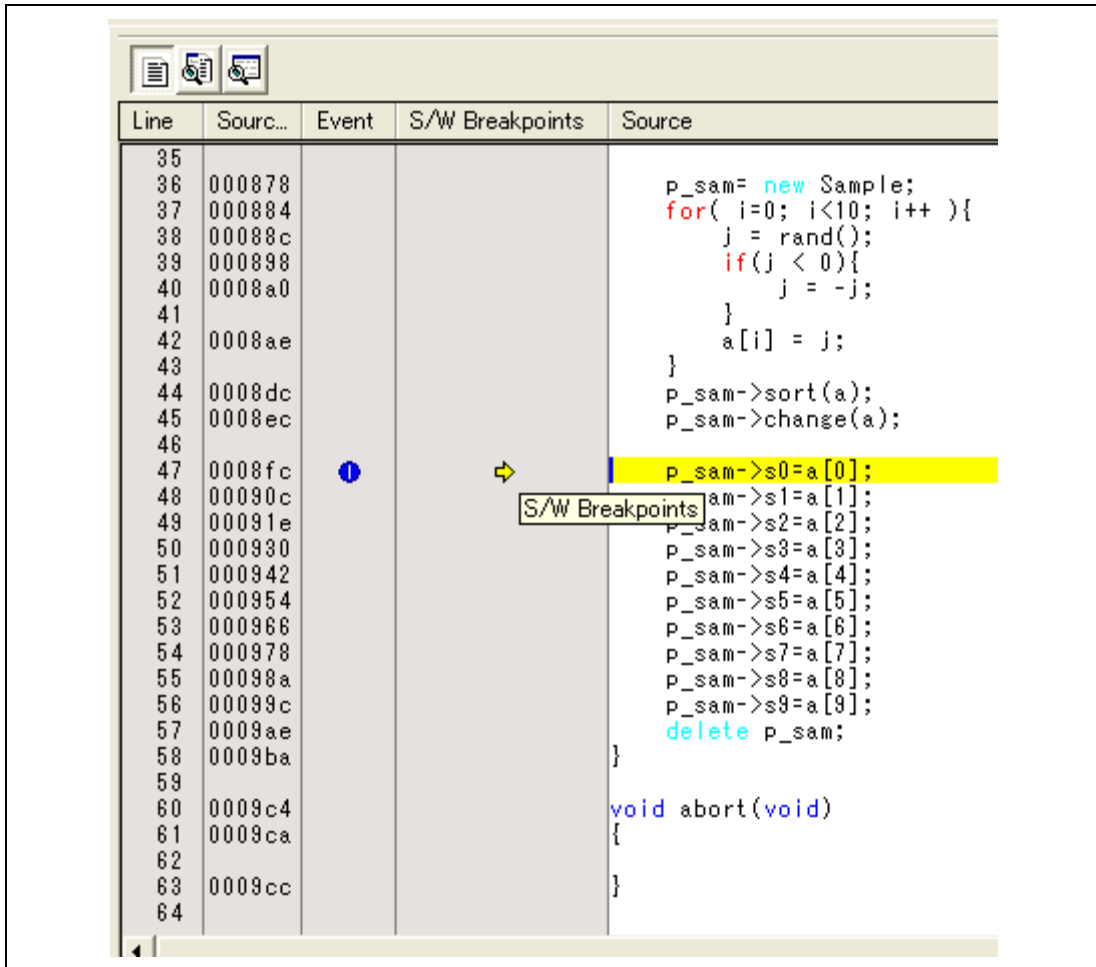 Line Sourc... Event S/W Breakpoints Source
35
36 000878 p_sam= new Sample;
37 000884 for( i=0; i<10; i++ ){
38 00088c j = rand();
39 000898 if(j < 0){
40 0008a0 j = -j;
41 }
42 0008ae a[i] = j;
43 }
44 0008dc p_sam->sort(a);
45 0008ec p_sam->change(a);
46
47 0008fc p_sam->s0=a[0];
48 00090c am->s1=a[1];
S/W Breakpoints
49 00091e p_sam->s2=a[2];
50 000930 p_sam->s3=a[3];
51 000942 p_sam->s4=a[4];
52 000954 p_sam->s5=a[5];
53 000966 p_sam->s6=a[6];
54 000978 p_sam->s7=a[7];
55 00098a p_sam->s8=a[8];
56 00099c p_sam->s9=a[9];
57 0009ae delete p_sam;
58 0009ba }
59
60 0009c4 void abort(void)
61 0009ca {
62
63 0009cc }
64